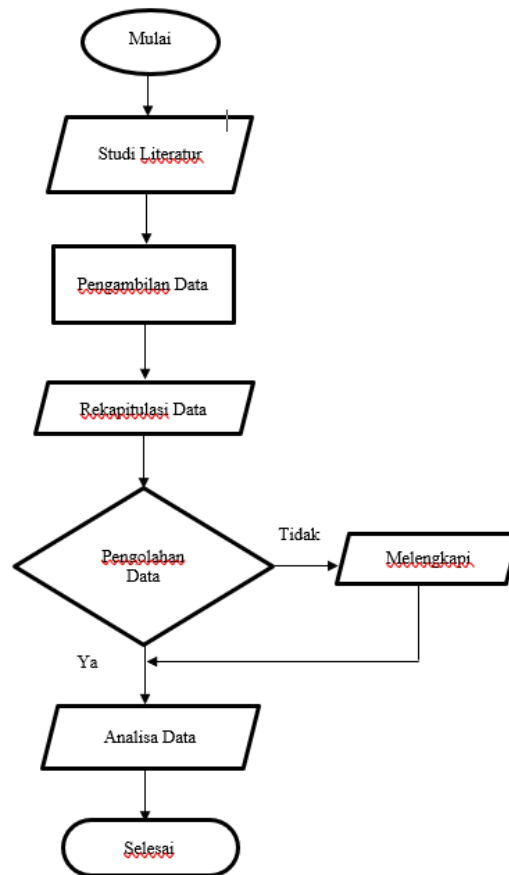 Mulai
Studi Literatur
Pengambilan Data
Rekapitulasi Data
Pengolahan
Data
Tidak
Melengkapi
Ya
Analisa Data
Selesai